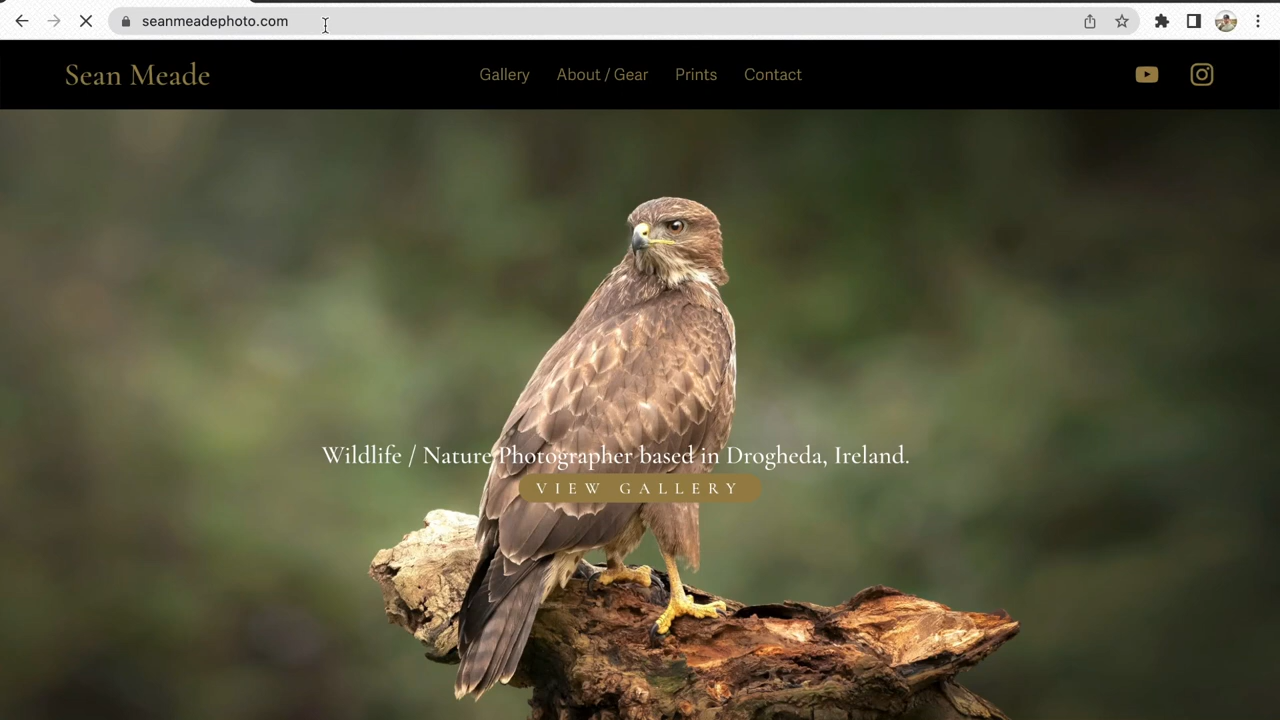 seanmeadephoto.com
Sean Meade
Gallery
About / Gear
Prints
Contact
Wildlife / Nature Photographer based in Drogheda, Ireland.
VIEW GALLERY